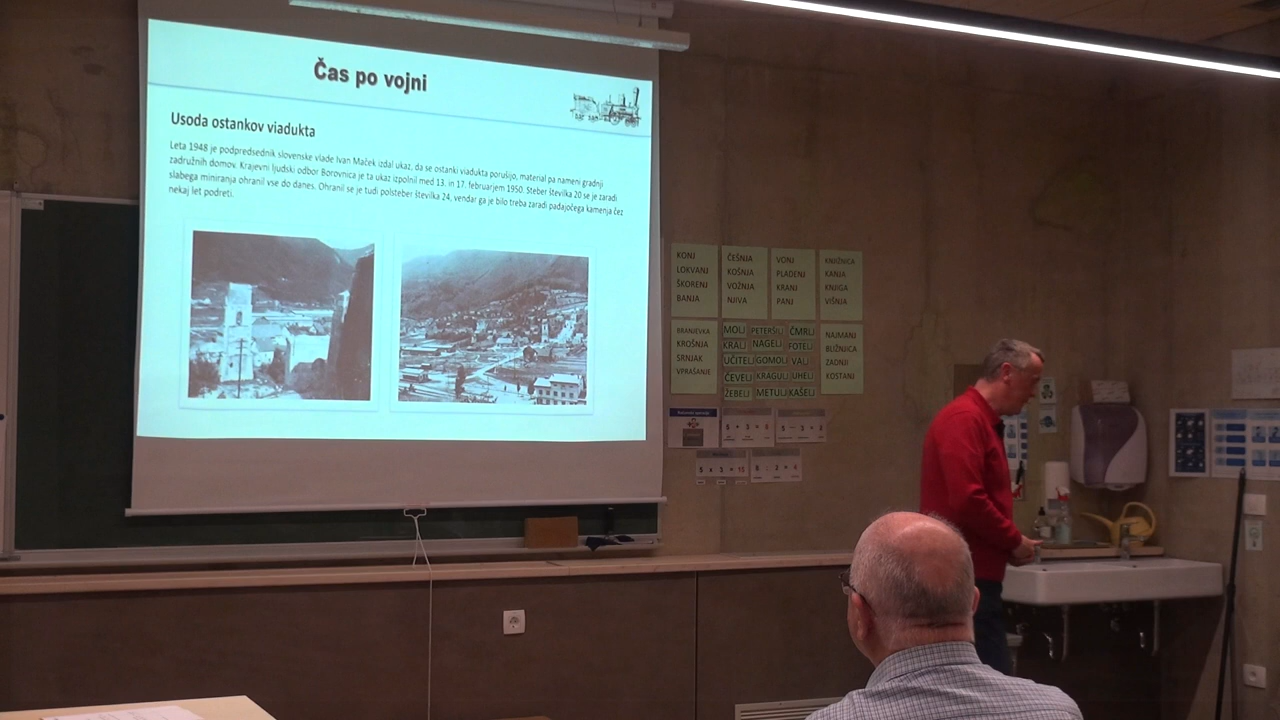 Čas po vojni
Usoda ostankov viadukta
Leta 1948 je podpredsednik slovenske vlade Ivan Maček izdal ukaz, da se ostanki viadukta porušijo, material pa nameni gradnji
zadružnih domov. Krajevni ljudski odbor Borovnica je ta ukaz izpolnil med 13. in 17. februarjem 1950. Steber številka 20 se je zaradi
slabega miniranja ohranil vse do danes. Ohranil se je tudi polsteber številka 24, vendar ga je bilo treba zaradi padajočega kamenja čez
nekaj let podreti.
KONJ
LOKVANJ
ŠKORENJ
BANJA
ČEŠNJA
KOŠNJA
VOŽNJA
NJIVA
VONJ
PLADENJ
KRANJ
PANJ
KNJIŽNICA
KANJA
KNJIGA
VIŠNJA
BRANJEVKA
KROŠNJA
SRNJAK
VPRAŠANJE
MOLJ PETERŠILJ ČMRLJ
KRALJ NAGELJ FOTELJ
UČITELJ GOMOLJ VALJ
ČEVELJ KRAGULJ UHELJ
ŽEBELJ METULJ KAŠELJ
NAJMANJ
BLIŽNJICA
ZADNJI
KOSTANJ